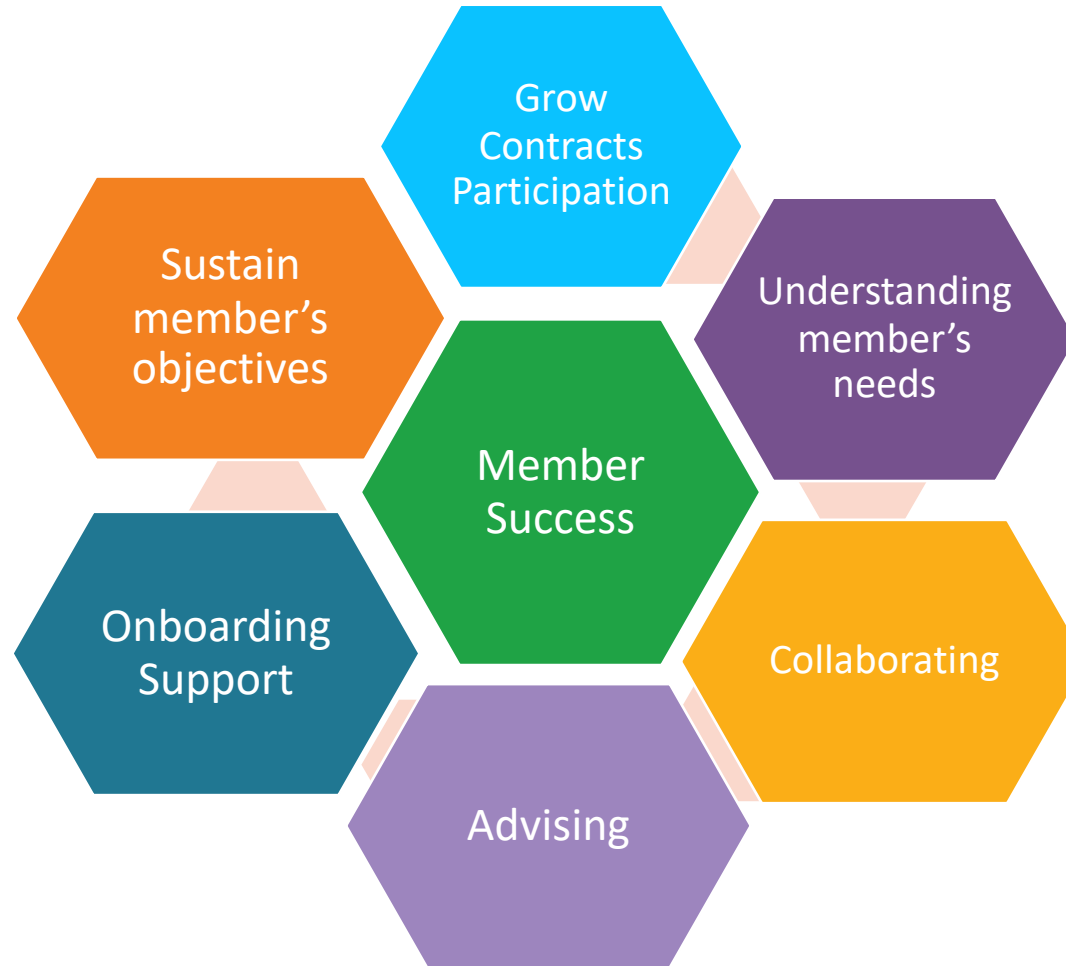 Grow
Contracts
Participation
Understanding
member’s
needs
Collaborating
Advising
Onboarding
Support
Sustain
member’s
objectives
Member
Success